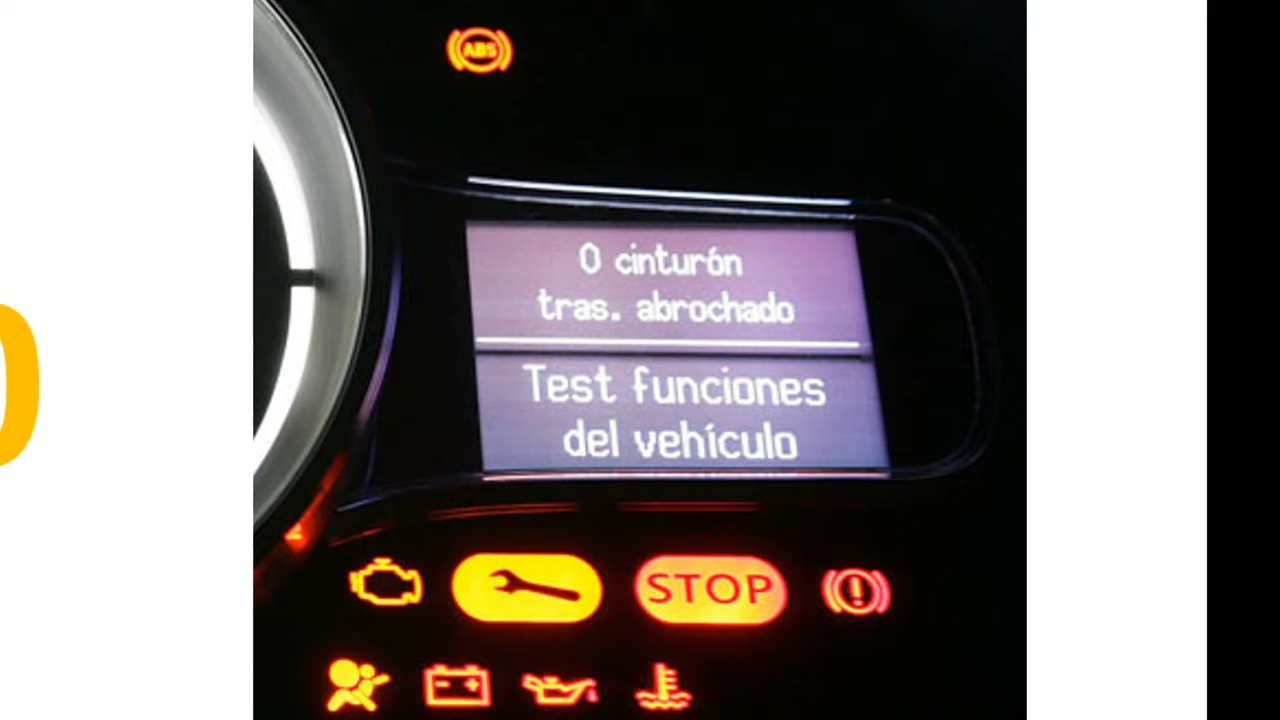 ABS
0 cinturón
tras. abrochado
Test funciones
del vehículo
STOP